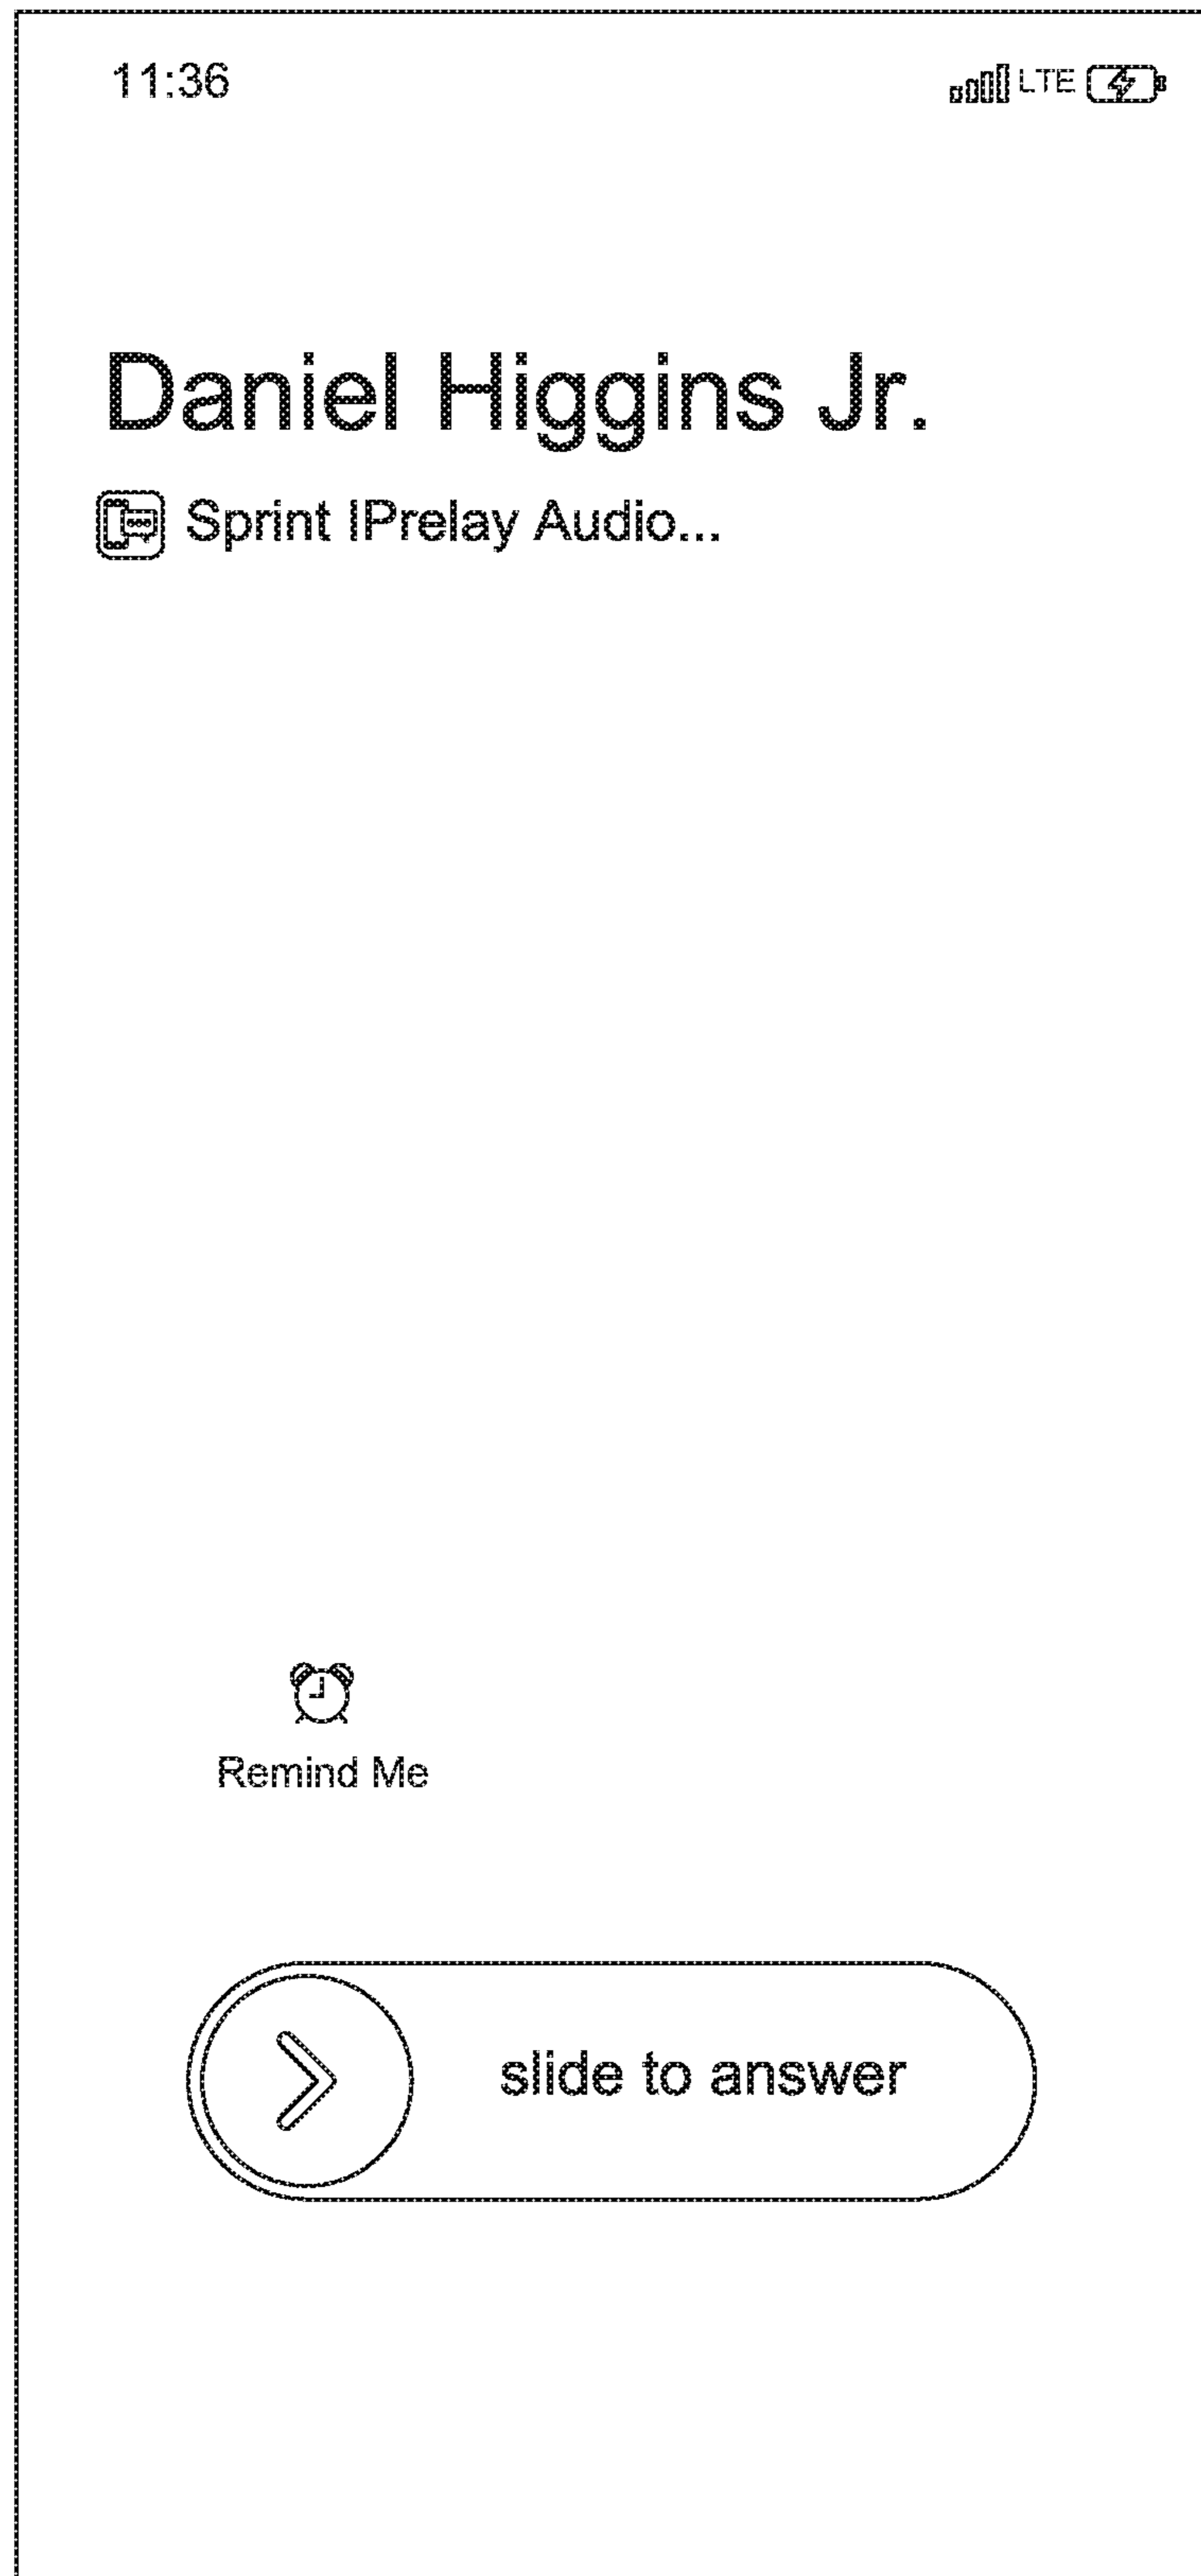 11:36 LTE
Daniel Higgins Jr.
Sprint IPrelay Audio...
Remind Me
slide to answer